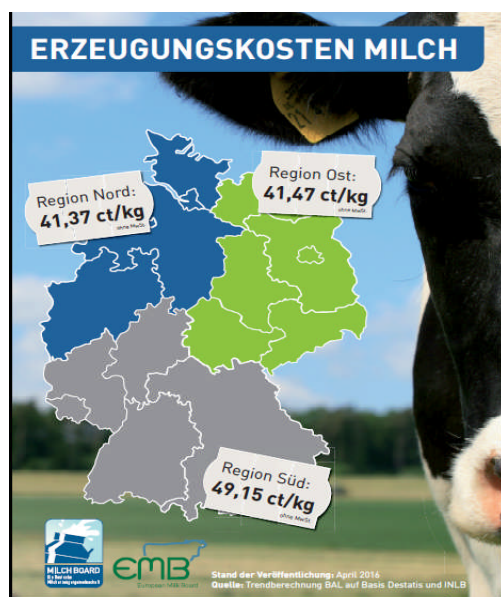 ERZEUGUNGSKOSTEN MILCH
Region Nord:
41,37 ct/kg
ohne MwSt.
Region Ost:
41,47 ct/kg
ohne MwSt.
Region Süd:
49,15 ct/kg
ohne MwSt.
MILCH BOARD
EMB
European Milk Board
Stand der Veröffentlichung: April 2016
Quelle: Trendberechnung BAL auf Basis Destatis und INLB